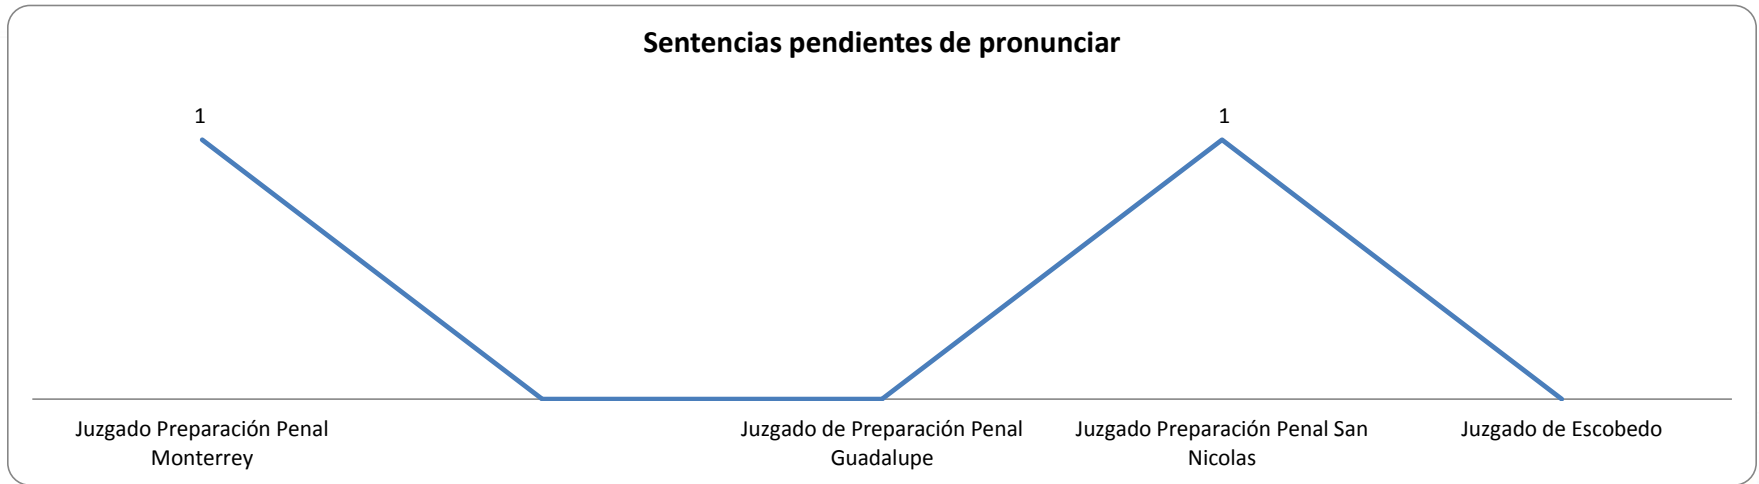 Sentencias pendientes de pronunciar
1
1
Juzgado Preparación Penal
Monterrey
Juzgado de Preparación Penal
Guadalupe
Juzgado Preparación Penal San
Nicolas
Juzgado de Escobedo